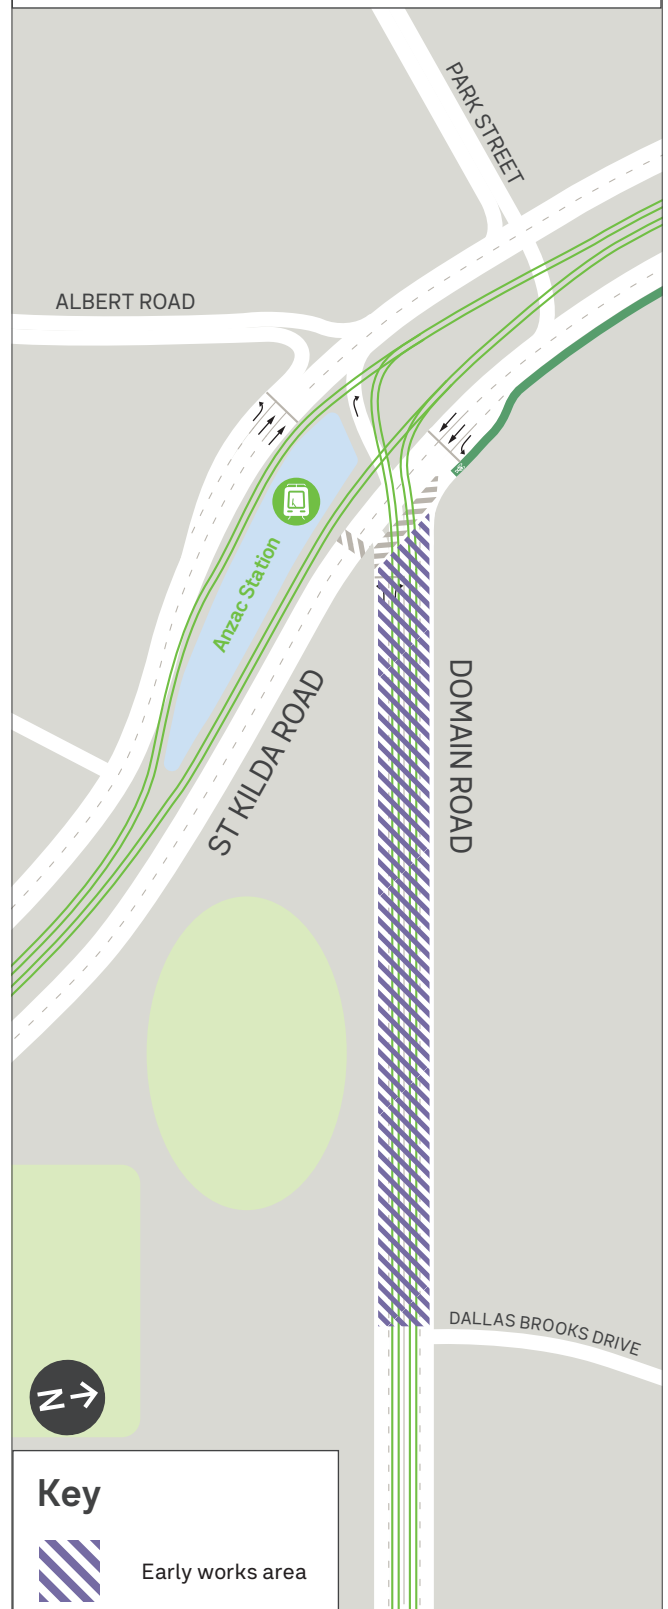 PARK STREET
ALBERT ROAD
Anzac Station
ST KILDA ROAD
DOMAIN ROAD
DALLAS BROOKS DRIVE
N
Key
Early works area